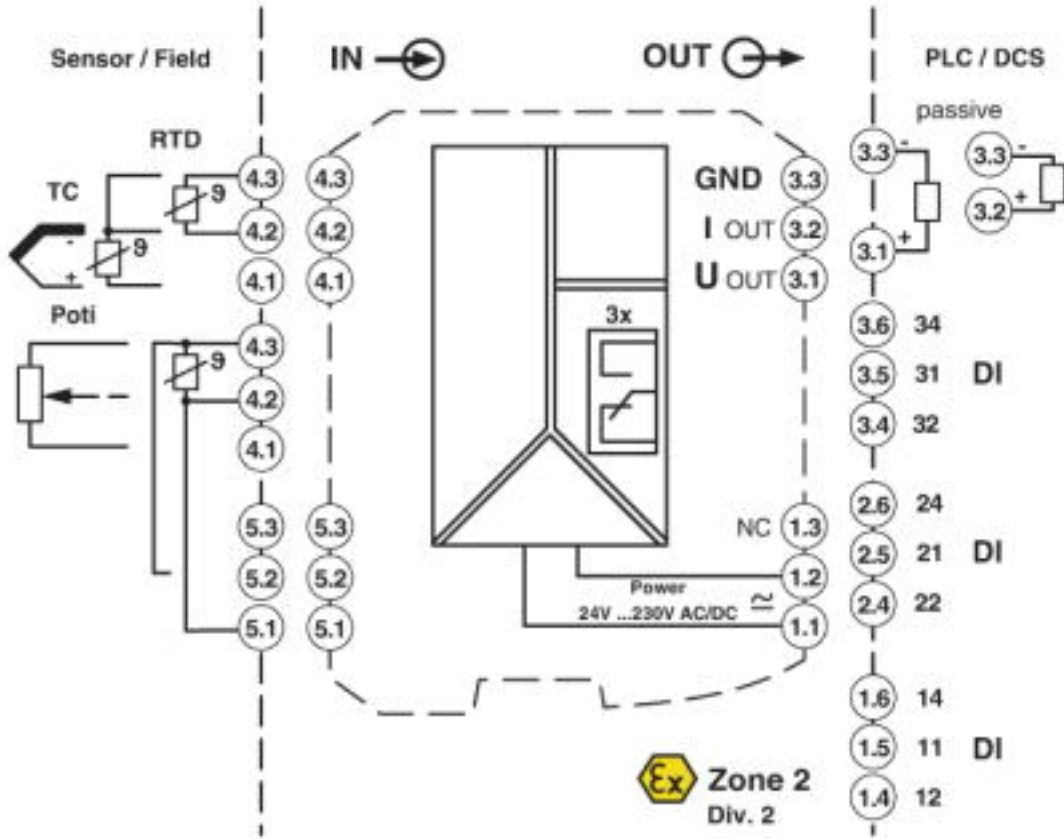 Sensor / Field
IN
OUT
PLC / DCS
passive
RTD
TC
ϑ
ϑ
-
+
4.3
4.2
4.1
4.3
4.2
4.1
GND 3.3
I OUT 3.2
U OUT 3.1
3.3 -
3.1 +
3.3 -
3.2 +
Poti
ϑ
4.3
4.2
4.1
3x
3.6 34
3.5 31 DI
3.4 32
5.3
5.2
5.1
5.3
5.2
5.1
NC 1.3
1.2
Power
24V ...230V AC/DC
1.1
2.6 24
2.5 21 DI
2.4 22
1.6 14
1.5 11 DI
1.4 12
Ex Zone 2
Div. 2